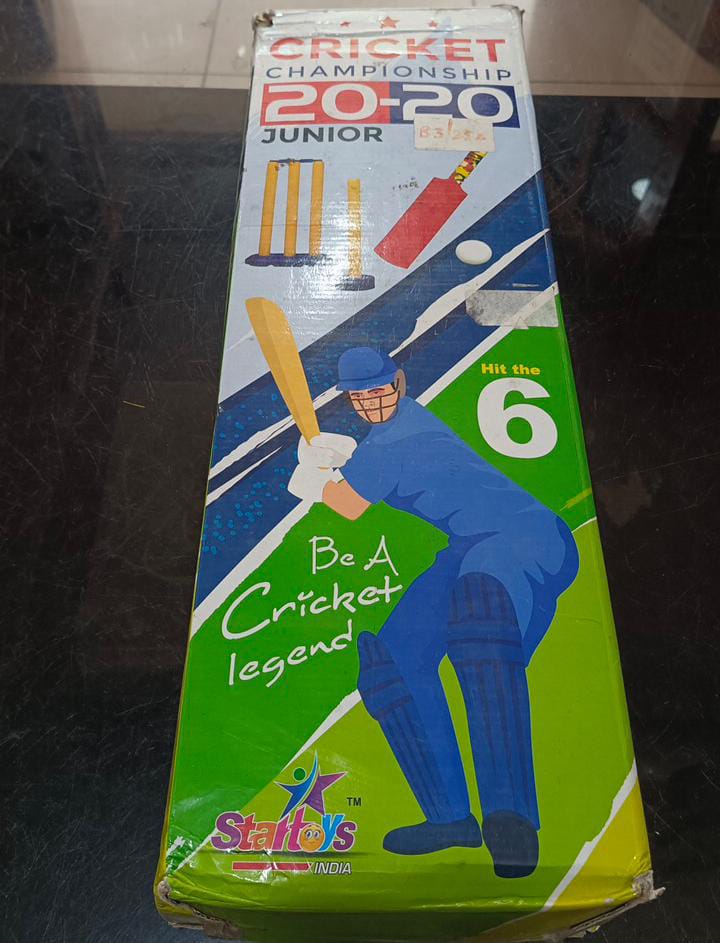 CRICKET
CHAMPIONSHIP
20-20
JUNIOR
Hit the
6
Be A
Cricket
legend
TM
Startoys
INDIA